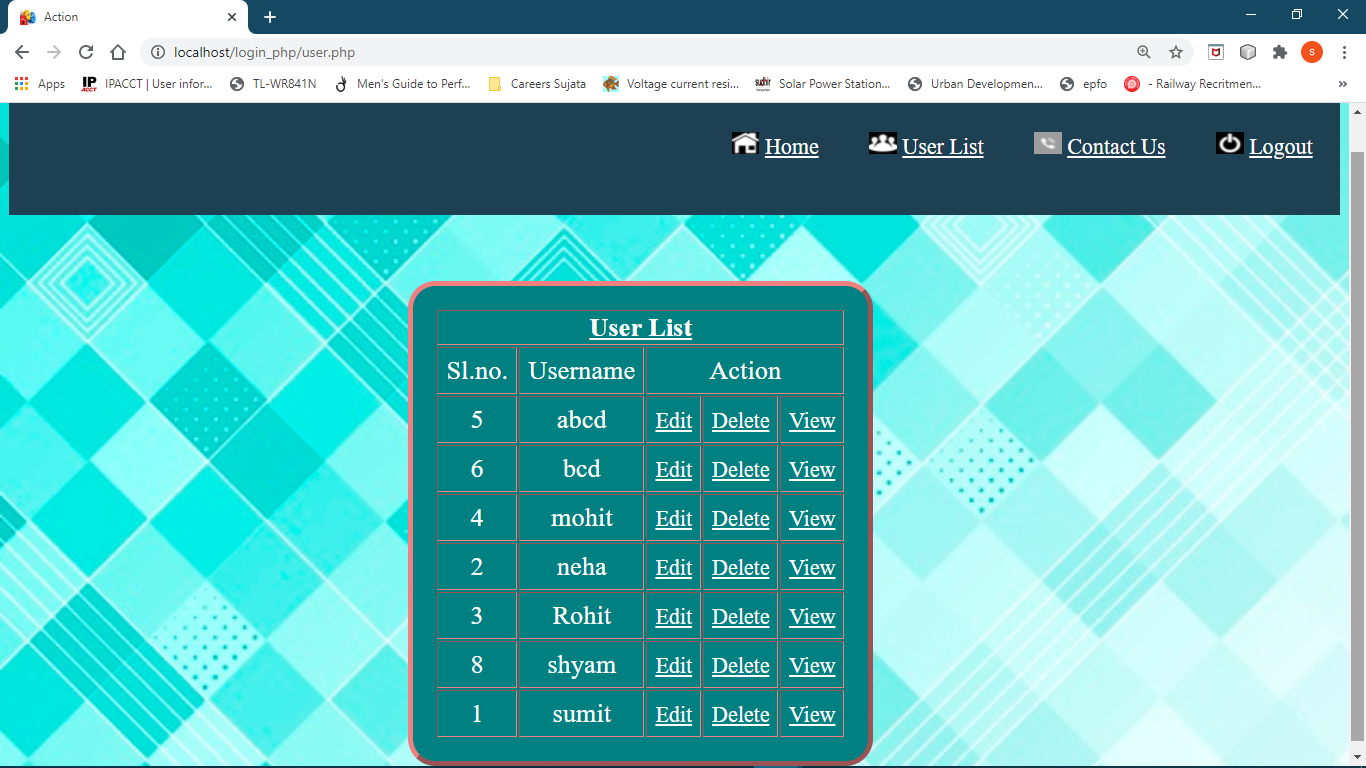 Action
s
localhost/login_php/user.php
Apps IPACCT | User infor... TL-WR841N Men's Guide to Perf... Careers Sujata Voltage current resi... Solar Power Station... Urban Developmen... epfo - Railway Recritmen... »
Home User List Contact Us Logout
User List
Sl.no. Username Action
5 abcd Edit Delete View
6 bcd Edit Delete View
4 mohit Edit Delete View
2 neha Edit Delete View
3 Rohit Edit Delete View
8 shyam Edit Delete View
1 sumit Edit Delete View